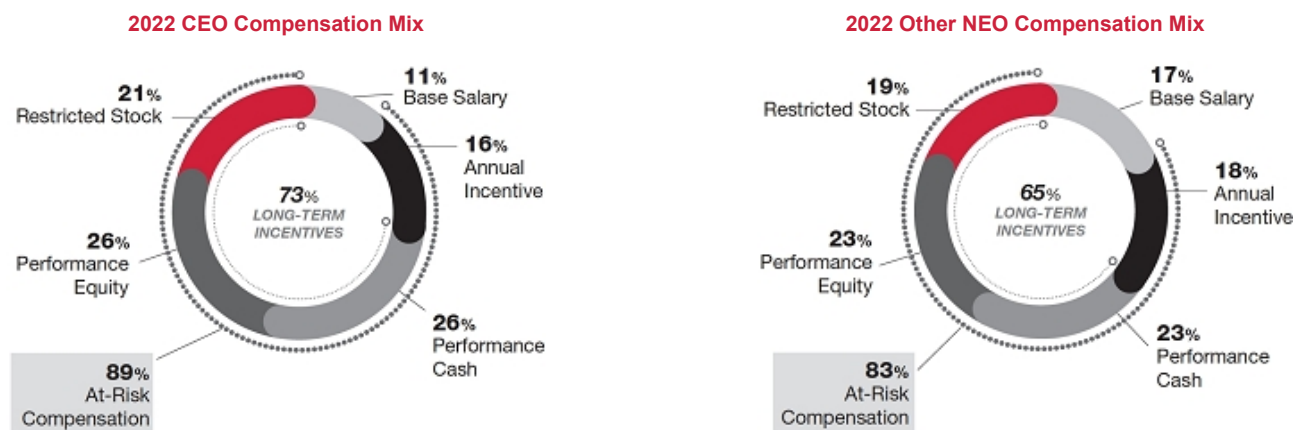 2022 CEO Compensation Mix
21%
Restricted Stock
11%
Base Salary
16%
Annual
Incentive
73%
LONG-TERM
INCENTIVES
26%
Performance
Equity
26%
Performance
Cash
89%
At-Risk
Compensation
2022 Other NEO Compensation Mix
19%
Restricted Stock
17%
Base Salary
18%
Annual
Incentive
65%
LONG-TERM
INCENTIVES
23%
Performance
Equity
23%
Performance
Cash
83%
At-Risk
Compensation